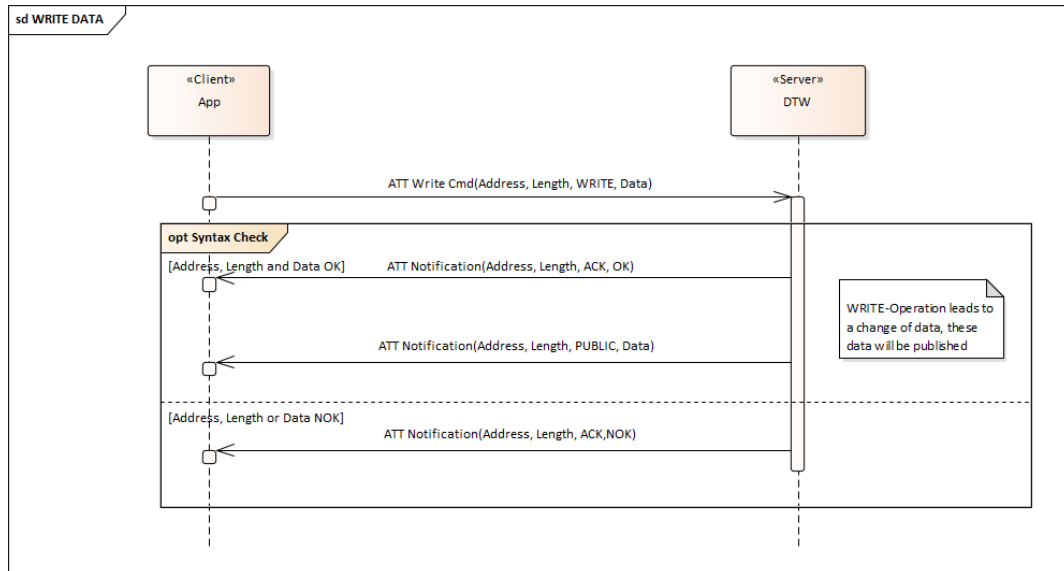 sd WRITE DATA
«Client»
App
«Server»
DTW
ATT Write Cmd(Address, Length, WRITE, Data)
opt Syntax Check
[Address, Length and Data OK]
ATT Notification(Address, Length, ACK, OK)
WRITE-Operation leads to
a change of data, these
data will be published
ATT Notification(Address, Length, PUBLIC, Data)
[Address, Length or Data NOK]
ATT Notification(Address, Length, ACK,NOK)